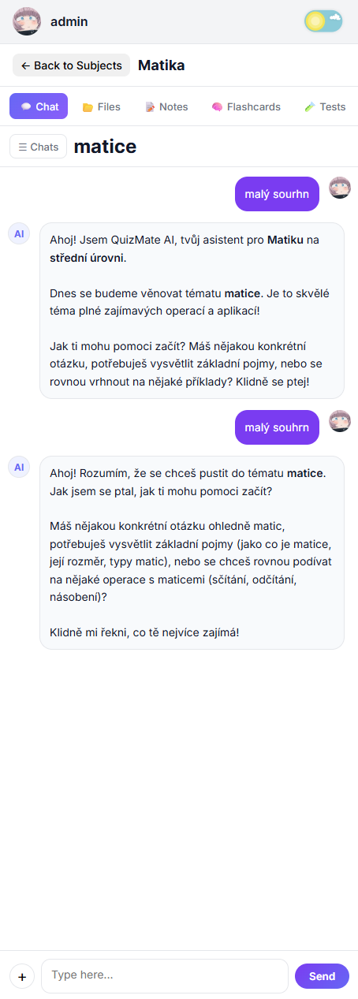 admin
← Back to Subjects Matika
Chat Files Notes Flashcards Tests
☰ Chats matice
malý sourhn
AI
Ahoj! Jsem QuizMate AI, tvůj asistent pro Matiku na
střední úrovni.
Dnes se budeme věnovat tématu matice. Je to skvělé
téma plné zajímavých operací a aplikací!
Jak ti mohu pomoci začít? Máš nějakou konkrétní
otázku, potřebuješ vysvětlit základní pojmy, nebo se
rovnou vrhnout na nějaké příklady? Klidně se ptej!
malý souhrn
AI
Ahoj! Rozumím, že se chceš pustit do tématu matice.
Jak jsem se ptal, jak ti mohu pomoci začít?
Máš nějakou konkrétní otázku ohledně matic,
potřebuješ vysvětlit základní pojmy (jako co je matice,
její rozměr, typy matic), nebo se chceš rovnou podívat
na nějaké operace s maticemi (sčítání, odčítání,
násobení)?
Klidně mi řekni, co tě nejvíce zajímá!
+ Type here... Send